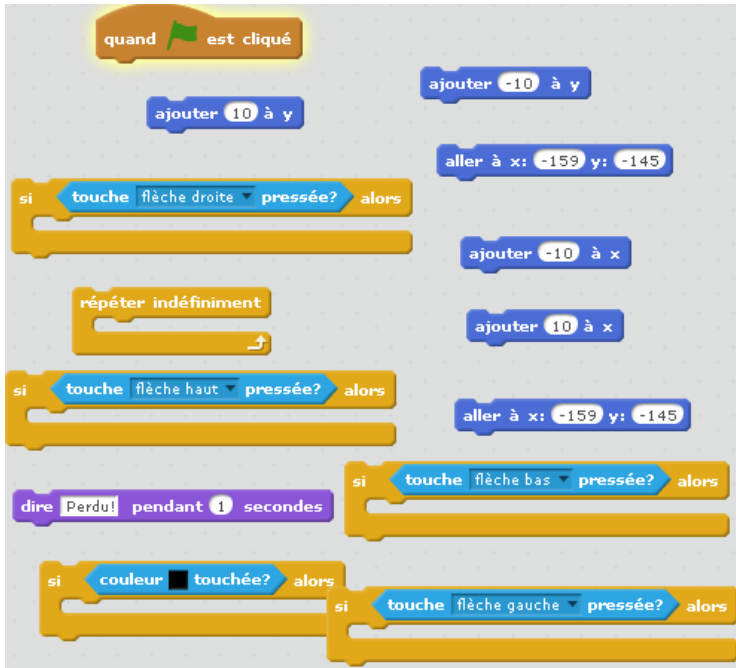 quand est cliqué
ajouter -10 à y
ajouter 10 à y
aller à x: -159 y: -145
si touche flèche droite pressée? alors
ajouter -10 à x
répéter indéfiniment
ajouter 10 à x
si touche flèche haut pressée? alors
aller à x: -159 y: -145
si touche flèche bas pressée? alors
dire Perdu! pendant 1 secondes
si couleur touchée? alors
si touche flèche gauche pressée? alors